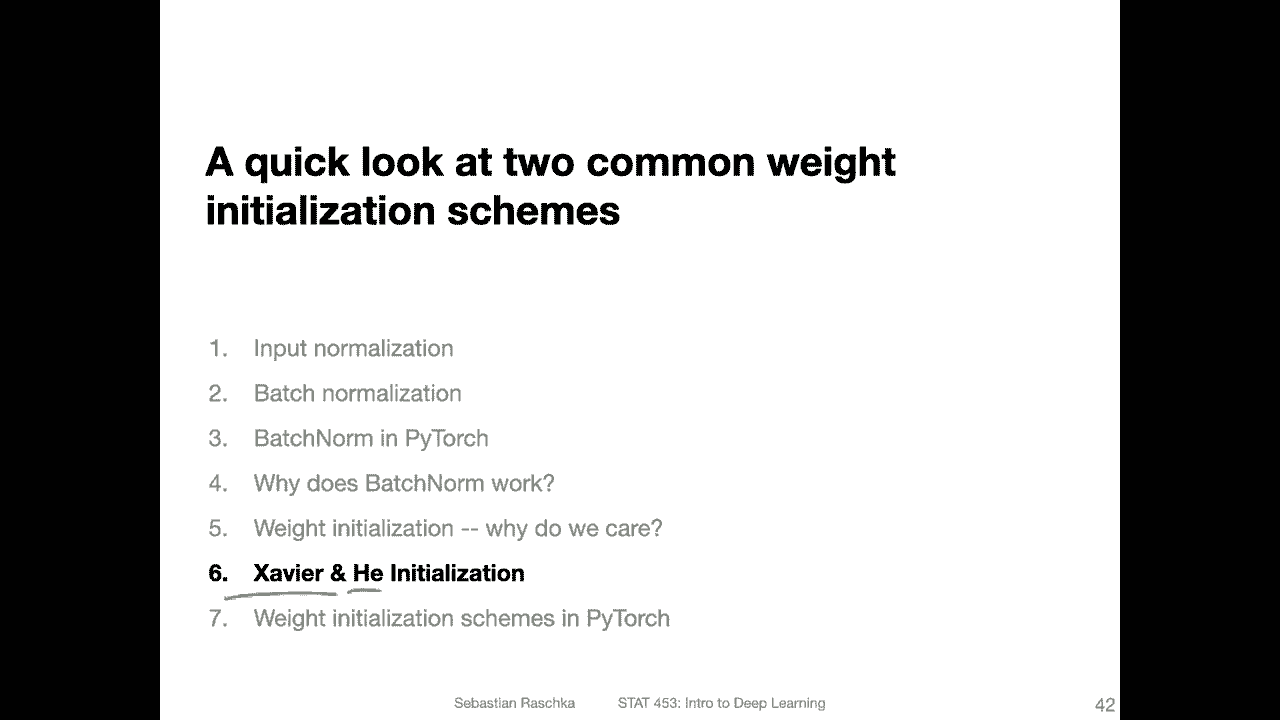 A quick look at two common weight
initialization schemes
1. Input normalization
2. Batch normalization
3. BatchNorm in PyTorch
4. Why does BatchNorm work?
5. Weight initialization -- why do we care?
6. Xavier & He Initialization
7. Weight initialization schemes in PyTorch
Sebastian Raschka STAT 453: Intro to Deep Learning 42